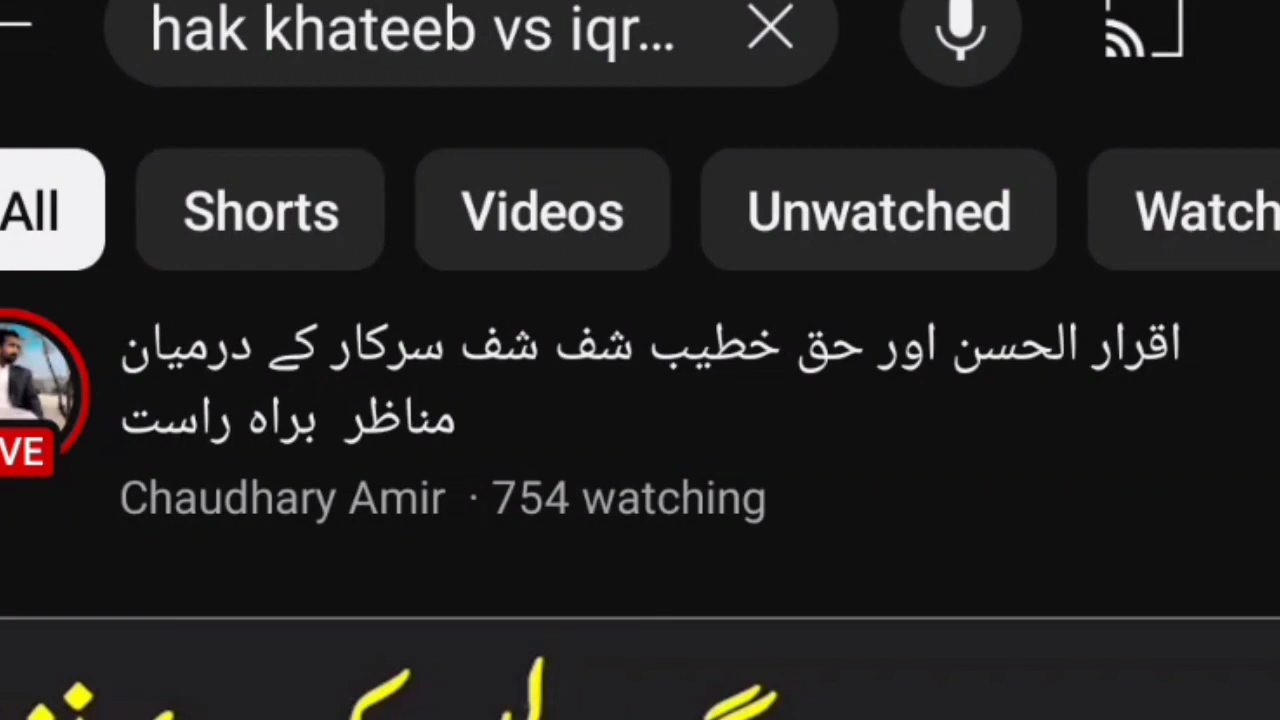 hak khateeb vs iqr...
All
Shorts
Videos
Unwatched
Watch
اقرار الحسن اور حق خطیب شف شف سرکار کے درمیان
مناظر براہ راست
VE
Chaudhary Amir · 754 watching